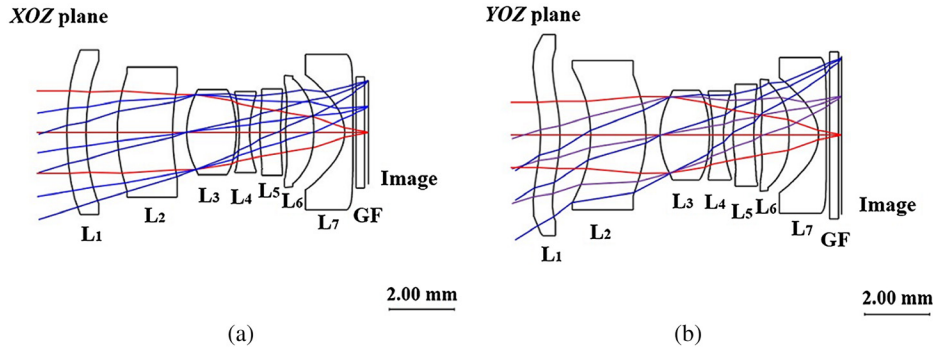 XOZ plane
L1
L2
L3
L4
L5
L6
L7
GF
Image
2.00 mm
(a)
YOZ plane
L1
L2
L3
L4
L5
L6
L7
GF
Image
2.00 mm
(b)